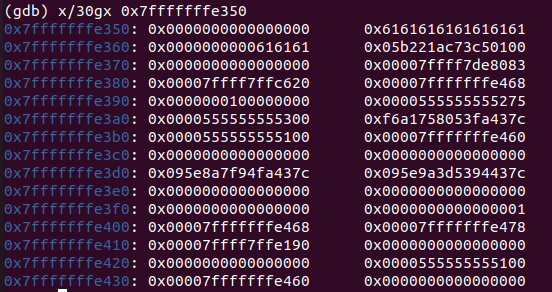 (gdb) x/30gx 0x7fffffffe350
0x7fffffffe350: 0x0000000000000000 0x6161616161616161
0x7fffffffe360: 0x0000000000616161 0x05b221ac73c50100
0x7fffffffe370: 0x0000000000000000 0x00007ffff7de8083
0x7fffffffe380: 0x00007ffff7ffc620 0x00007fffffffe468
0x7fffffffe390: 0x0000000100000000 0x0000555555555275
0x7fffffffe3a0: 0x0000555555555300 0xf6a1758053fa437c
0x7fffffffe3b0: 0x0000555555555100 0x00007fffffffe460
0x7fffffffe3c0: 0x0000000000000000 0x0000000000000000
0x7fffffffe3d0: 0x095e8a7f94fa437c 0x095e9a3d5394437c
0x7fffffffe3e0: 0x0000000000000000 0x0000000000000000
0x7fffffffe3f0: 0x0000000000000000 0x0000000000000001
0x7fffffffe400: 0x00007fffffffe468 0x00007fffffffe478
0x7fffffffe410: 0x00007ffff7ffe190 0x0000000000000000
0x7fffffffe420: 0x0000000000000000 0x0000555555555100
0x7fffffffe430: 0x00007fffffffe460 0x0000000000000000